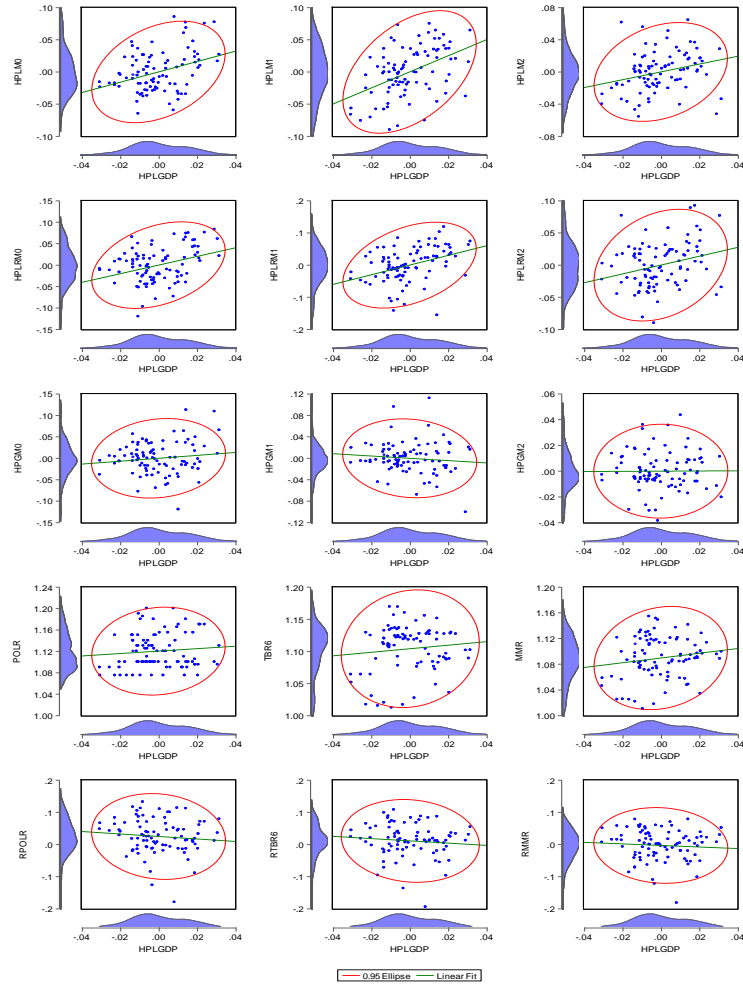 .10
.05
.00
-.05
-.10
HPLM0
-.04 -.02 .00 .02 .04
HPLGDP
.10
.05
.00
-.05
-.10
HPLM1
-.04 -.02 .00 .02 .04
HPLGDP
.08
.04
.00
-.04
-.08
HPLM2
-.04 -.02 .00 .02 .04
HPLGDP
.15
.10
.05
.00
-.05
-.10
-.15
HPLRM0
-.04 -.02 .00 .02 .04
HPLGDP
.2
.1
.0
-.1
-.2
HPLRM1
-.04 -.02 .00 .02 .04
HPLGDP
.10
.05
.00
-.05
-.10
HPLRM2
-.04 -.02 .00 .02 .04
HPLGDP
.15
.10
.05
.00
-.05
-.10
-.15
HPGM0
-.04 -.02 .00 .02 .04
HPLGDP
.12
.08
.04
.00
-.04
-.08
-.12
HPGM1
-.04 -.02 .00 .02 .04
HPLGDP
.06
.04
.02
.00
-.02
-.04
HPGM2
-.04 -.02 .00 .02 .04
HPLGDP
1.24
1.20
1.16
1.12
1.08
1.04
1.00
POLR
-.04 -.02 .00 .02 .04
HPLGDP
1.20
1.15
1.10
1.05
1.00
TBR6
-.04 -.02 .00 .02 .04
HPLGDP
1.20
1.16
1.12
1.08
1.04
1.00
MMR
-.04 -.02 .00 .02 .04
HPLGDP
.2
.1
.0
-.1
-.2
RPOLR
-.04 -.02 .00 .02 .04
HPLGDP
.2
.1
.0
-.1
-.2
RTBR6
-.04 -.02 .00 .02 .04
HPLGDP
.2
.1
.0
-.1
-.2
RMMR
-.04 -.02 .00 .02 .04
HPLGDP
0.95 Ellipse Linear Fit